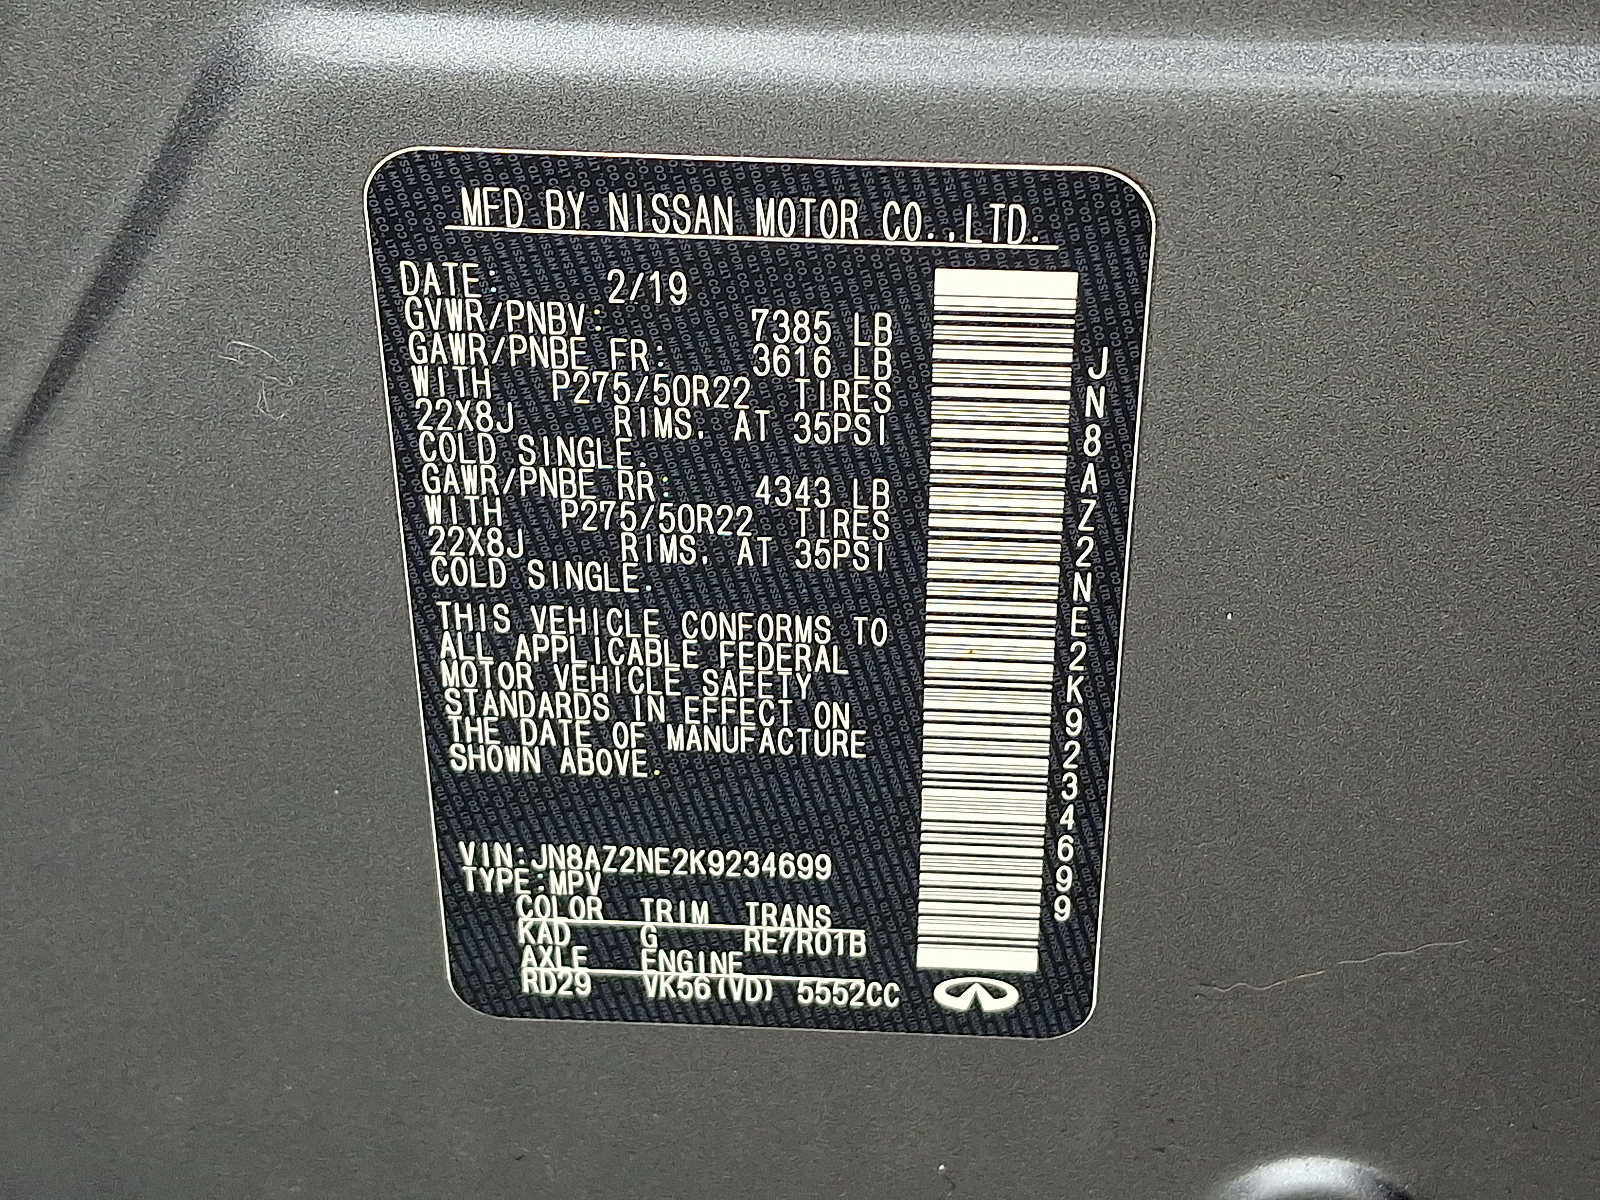 MFD BY NISSAN MOTOR CO.,LTD.
DATE: 2/19
GVWR/PNBV: 7385 LB
GAWR/PNBE FR: 3616 LB
WITH P275/50R22 TIRES
22X8J RIMS. AT 35PSI
COLD SINGLE.
GAWR/PNBE RR: 4343 LB
WITH P275/50R22 TIRES
22X8J RIMS. AT 35PSI
COLD SINGLE.
THIS VEHICLE CONFORMS TO
ALL APPLICABLE FEDERAL
MOTOR VEHICLE SAFETY
STANDARDS IN EFFECT ON
THE DATE OF MANUFACTURE
SHOWN ABOVE.
VIN:JN8AZ2NE2K9234699
TYPE:MPV
COLOR TRIM TRANS
KAD G RE7R01B
AXLE ENGINE
RD29 VK56(VD) 5552CC
JN8AZ2NE2K9234699